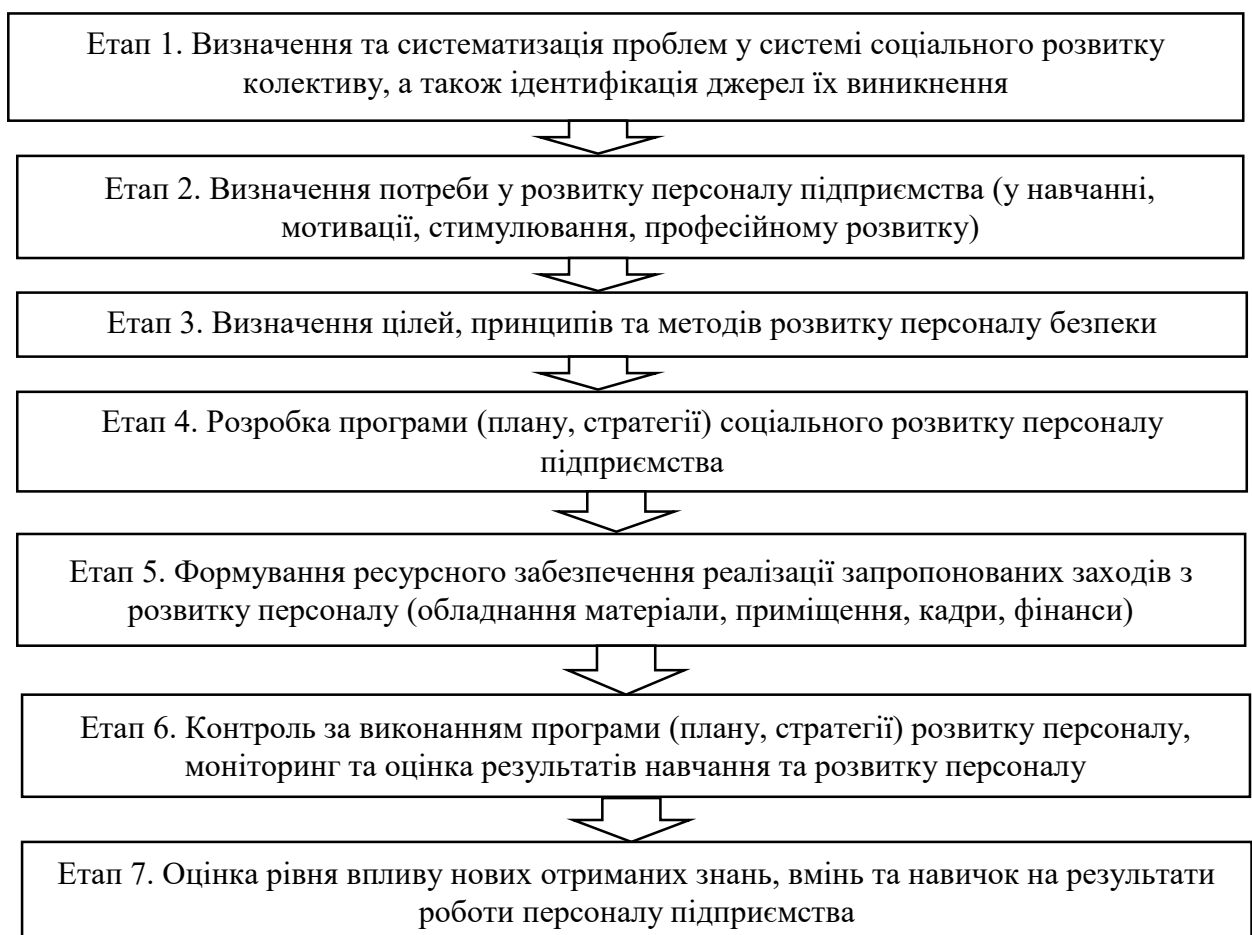 Етап 1. Визначення та систематизація проблем у системі соціального розвитку
колективу, а також ідентифікація джерел їх виникнення
Етап 2. Визначення потреби у розвитку персоналу підприємства (у навчанні,
мотивації, стимулювання, професійному розвитку)
Етап 3. Визначення цілей, принципів та методів розвитку персоналу безпеки
Етап 4. Розробка програми (плану, стратегії) соціального розвитку персоналу
підприємства
Етап 5. Формування ресурсного забезпечення реалізації запропонованих заходів з
розвитку персоналу (обладнання матеріали, приміщення, кадри, фінанси)
Етап 6. Контроль за виконанням програми (плану, стратегії) розвитку персоналу,
моніторинг та оцінка результатів навчання та розвитку персоналу
Етап 7. Оцінка рівня впливу нових отриманих знань, вмінь та навичок на результати
роботи персоналу підприємства